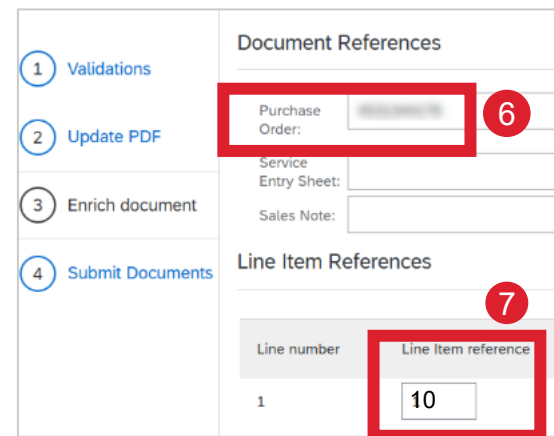 Document References
1 Validations
2 Update PDF
3 Enrich document
4 Submit Documents
Purchase
Order:
6
Service
Entry Sheet:
Sales Note:
Line Item References
7
Line number Line Item reference
1 10